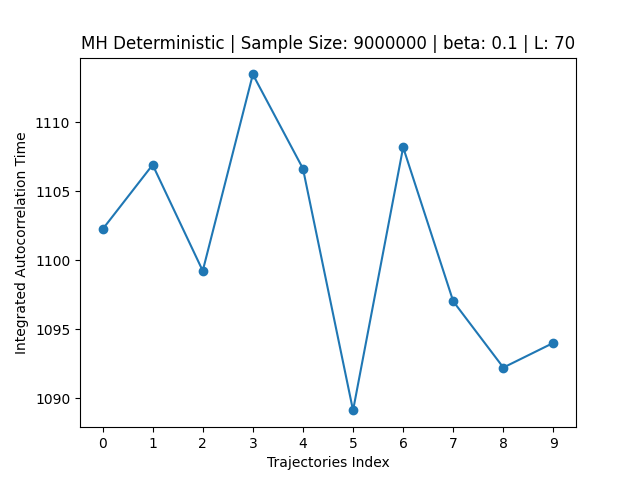 MH Deterministic | Sample Size: 9000000 | beta: 0.1 | L: 70
Integrated Autocorrelation Time
1110
1105
1100
1095
1090
0 1 2 3 4 5 6 7 8 9
Trajectories Index